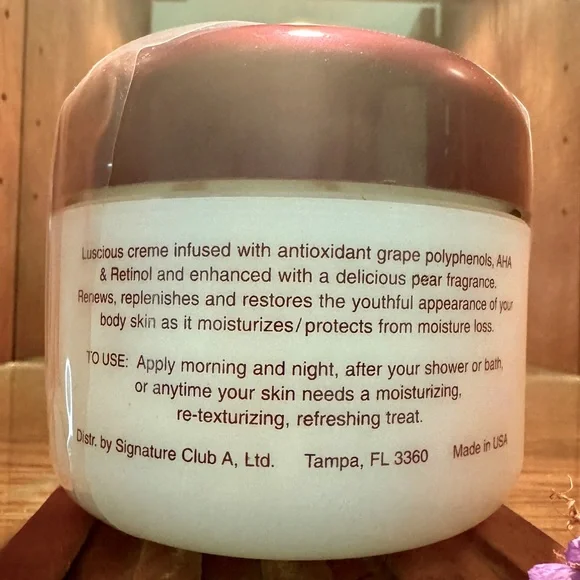 Luscious creme infused with antioxidant grape polyphenols, AHA
& Retinol and enhanced with a delicious pear fragrance.
Renews, replenishes and restores the youthful appearance of your
body skin as it moisturizes/protects from moisture loss.
TO USE: Apply morning and night, after your shower or bath,
or anytime your skin needs a moisturizing,
re-texturizing, refreshing treat.
Distr. by Signature Club A, Ltd. Tampa, FL 3360 Made in USA